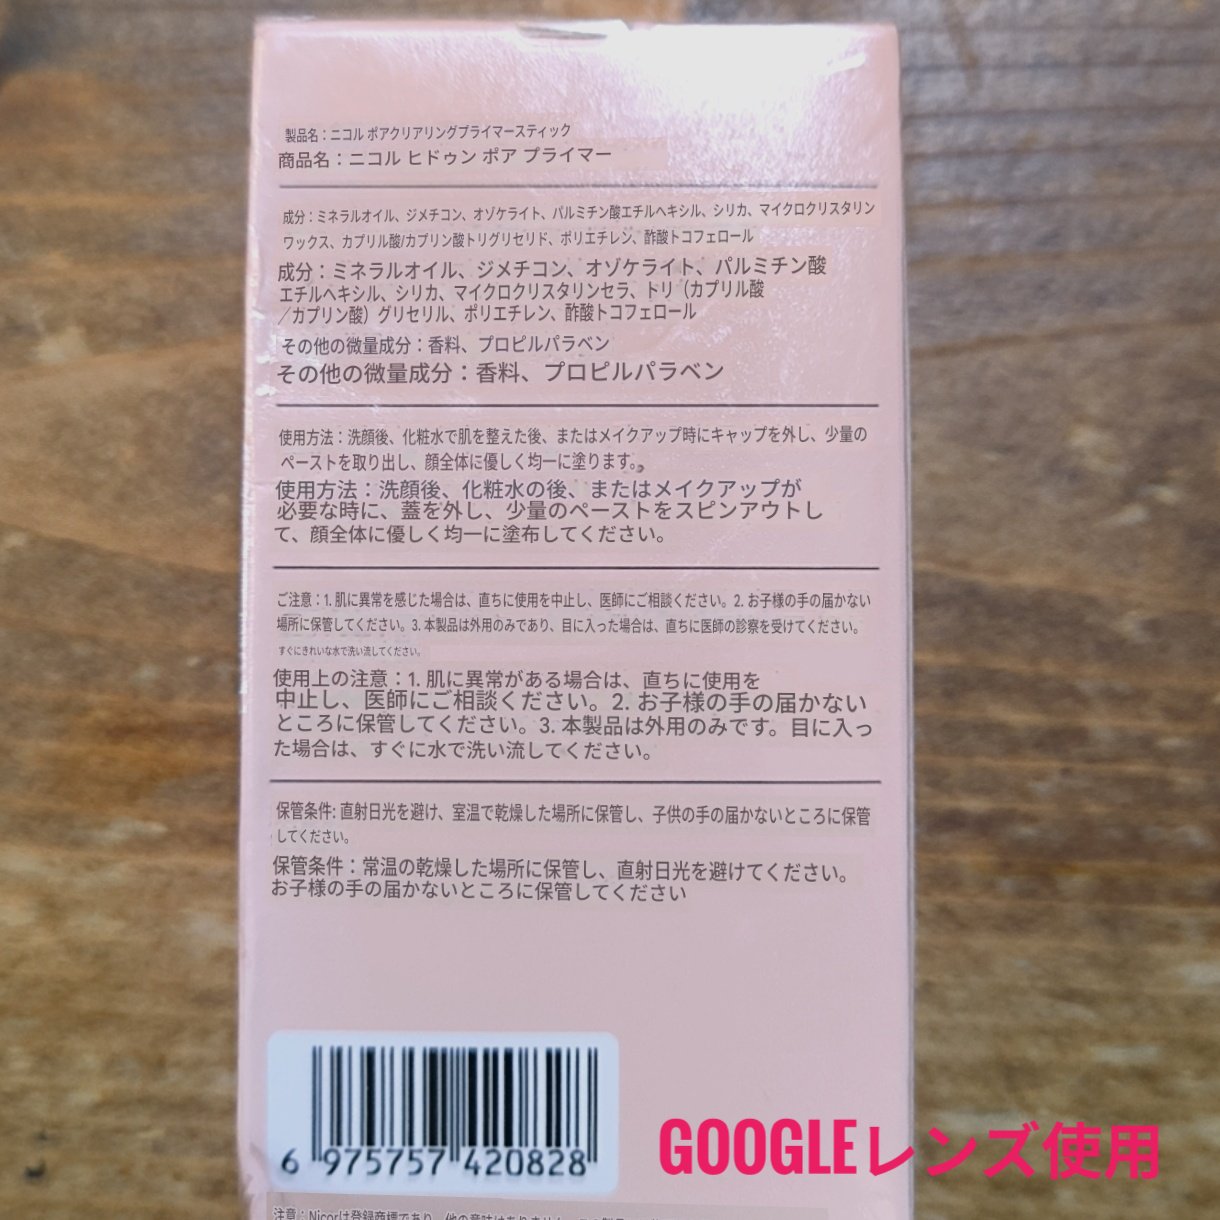 製品名：ニコル ポアクリアリングプライマースティック
商品名：ニコル ヒドゥン ポア プライマー
成分：ミネラルオイル、ジメチコン、オゾケライト、パルミチン酸エチルヘキシル、シリカ、マイクロクリスタリン
ワックス、カプリル酸/カプリン酸トリグリセリド、ポリエチレン、酢酸トコフェロール
成分：ミネラルオイル、ジメチコン、オゾケライト、パルミチン酸
エチルヘキシル、シリカ、マイクロクリスタリンセラ、トリ（カプリル酸
／カプリン酸）グリセリル、ポリエチレン、酢酸トコフェロール
その他の微量成分：香料、プロピルパラベン
その他の微量成分：香料、プロピルパラベン
使用方法：洗顔後、化粧水で肌を整えた後、またはメイクアップ時にキャップを外し、少量の
ペーストを取り出し、顔全体に優しく均一に塗ります。
使用方法：洗顔後、化粧水の後、またはメイクアップが
必要な時に、蓋を外し、少量のペーストをスピンアウトし
て、顔全体に優しく均一に塗布してください。
ご注意：1. 肌に異常を感じた場合は、直ちに使用を中止し、医師にご相談ください。2. お子様の手の届かない
場所に保管してください。3. 本製品は外用のみであり、目に入った場合は、直ちに医師の診察を受けてください。
すぐにきれいな水で洗い流してください。
使用上の注意：1. 肌に異常がある場合は、直ちに使用を
中止し、医師にご相談ください。2. お子様の手の届かない
ところに保管してください。3. 本製品は外用のみです。目に入っ
た場合は、すぐに水で洗い流してください。
保管条件: 直射日光を避け、室温で乾燥した場所に保管し、子供の手の届かないところに保管
してください。
保管条件：常温の乾燥した場所に保管し、直射日光を避けてください。
お子様の手の届かないところに保管してください
6 975757 420828
GOOGLEレンズ使用
注意：Nicorは登録商標であり、他の意味はありません